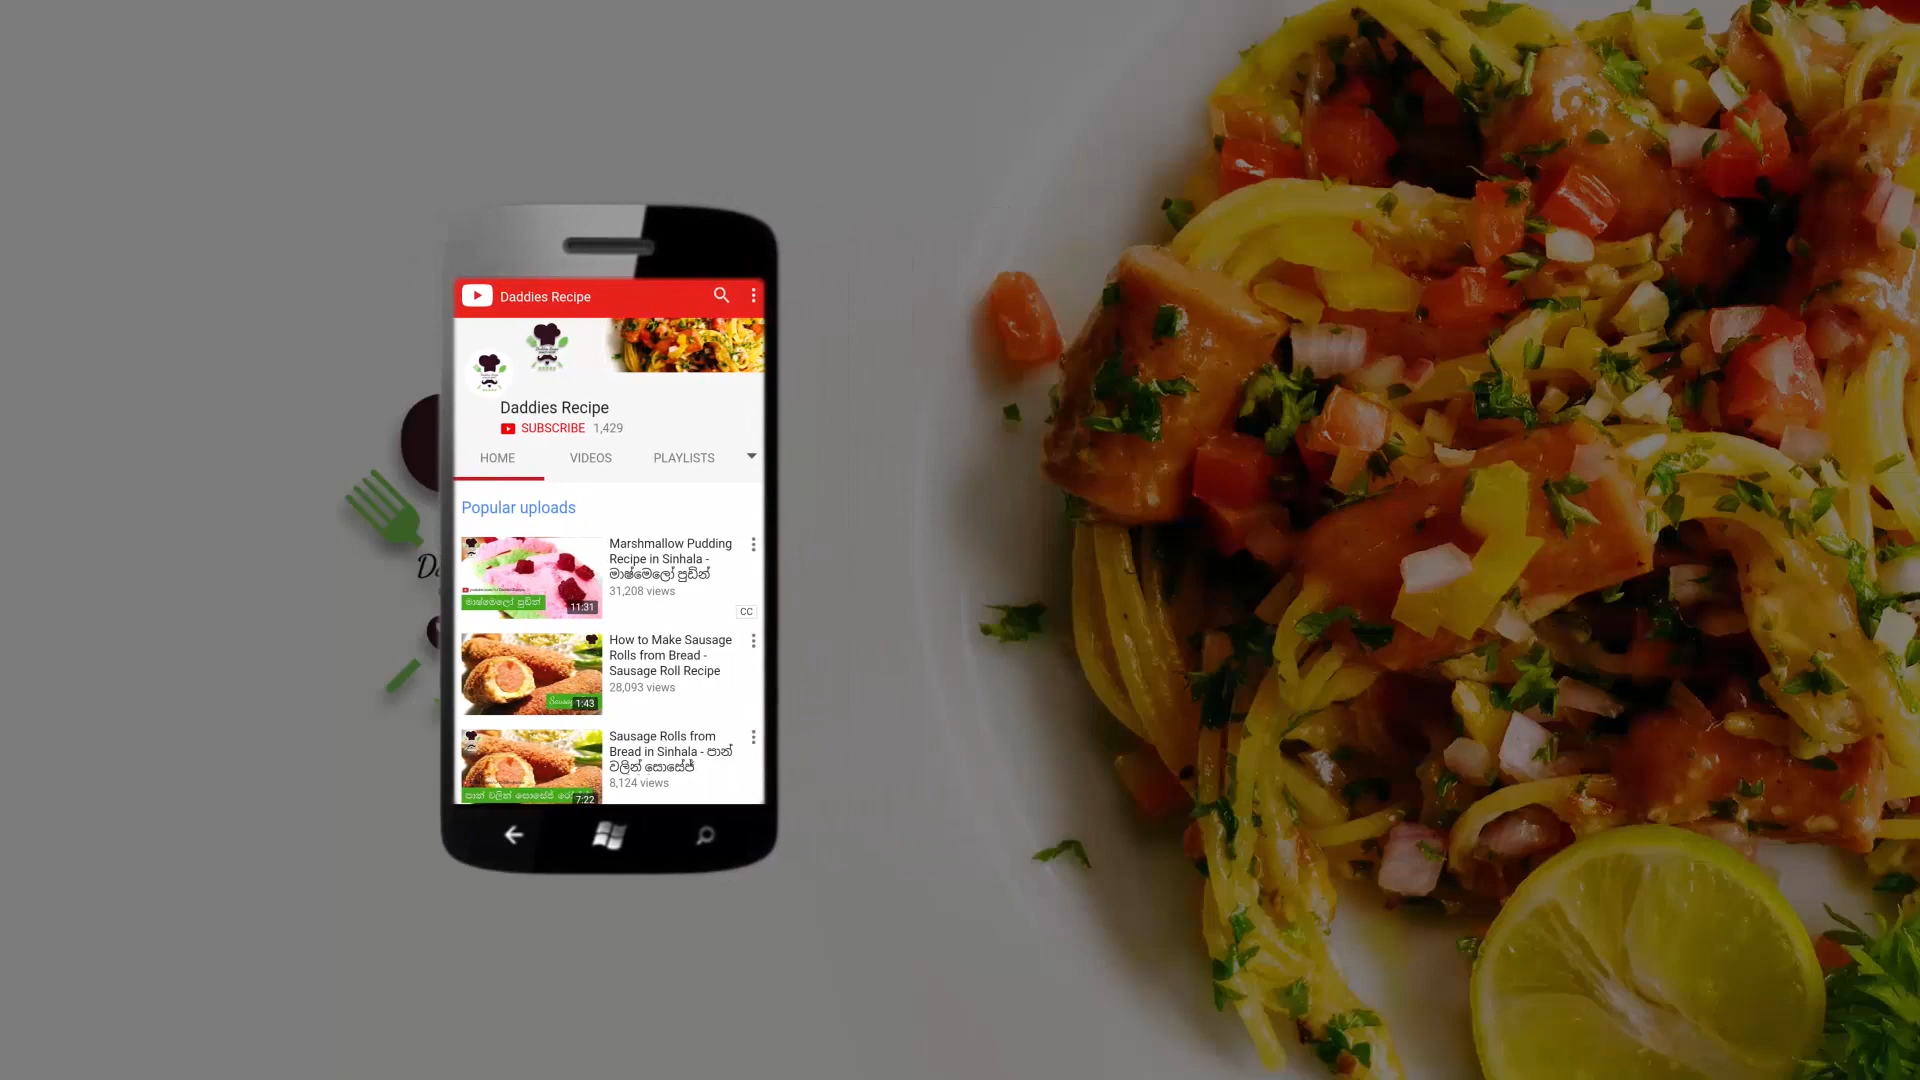 Daddies Recipe
Daddies Recipe
SUBSCRIBE 1,429
HOME VIDEOS PLAYLISTS
Popular uploads
Marshmallow Pudding
Recipe in Sinhala -
මාෂ්මෙලෝ පුඩින්
31,208 views
CC
මාෂ්මෙලෝ පුඩින්
11:31
How to Make Sausage
Rolls from Bread -
Sausage Roll Recipe
28,093 views
1:43
Sausage Rolls from
Bread in Sinhala - පාන්
වලින් සොසේජ්
8,124 views
පාන් වලින් සොසේජ්
7:22